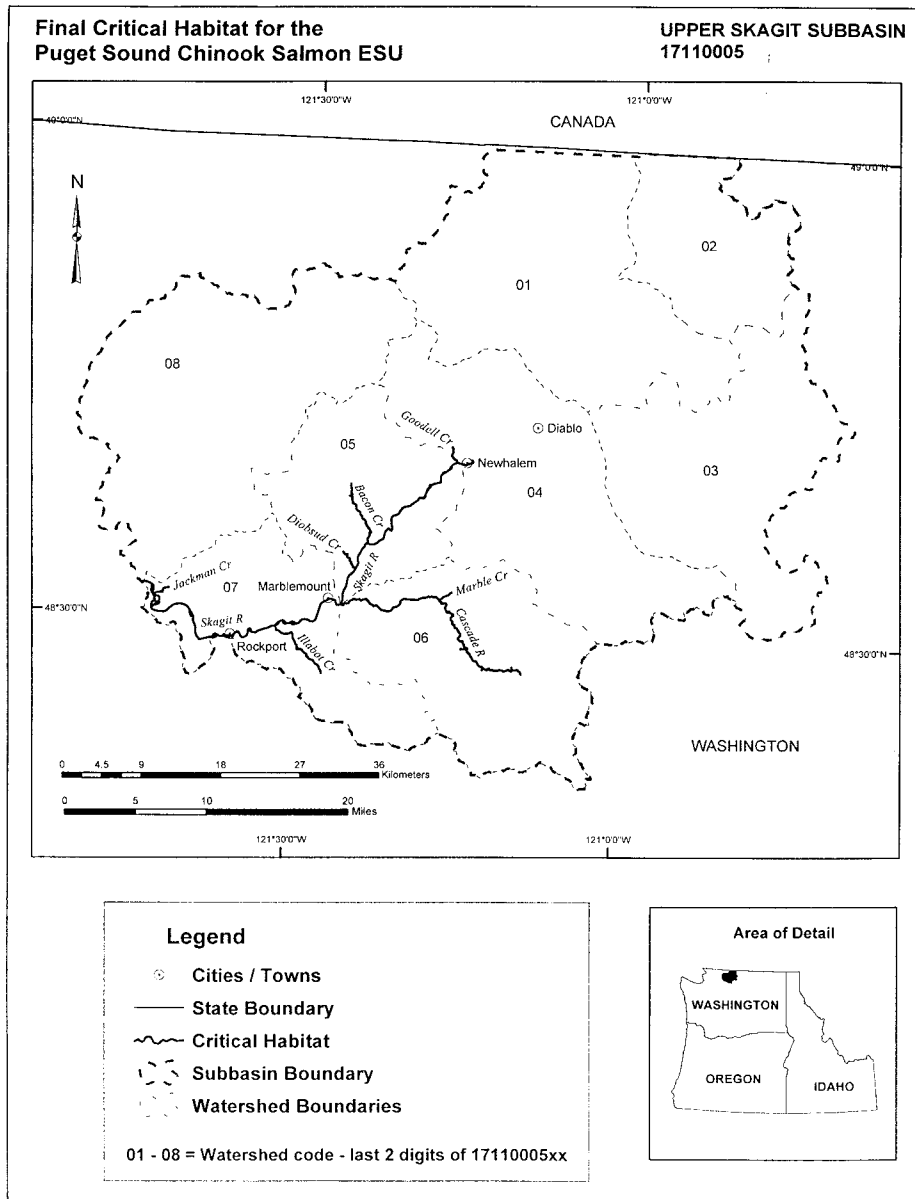 Final Critical Habitat for the
Puget Sound Chinook Salmon ESU
UPPER SKAGIT SUBBASIN
17110005
121°30'0"W
121°0'0"W
49°0'0"N
CANADA
49°0'0"N
N
02
01
08
Goodell Cr
Diablo
05
Newhalem
03
04
Bacon Cr
Diobsud Cr
Skagit R
Jackman Cr
07
Marblemount
Marble Cr
48°30'0"N
Skagit R
06
Cascade R
Rockport
Illabot Cr
48°30'0"N
WASHINGTON
0 4.5 9 18 27 36
Kilometers
0 5 10 20
Miles
121°30'0"W
121°0'0"W
Legend
Cities / Towns
State Boundary
Critical Habitat
Subbasin Boundary
Watershed Boundaries
01 - 08 = Watershed code - last 2 digits of 17110005xx
Area of Detail
WASHINGTON
OREGON
IDAHO